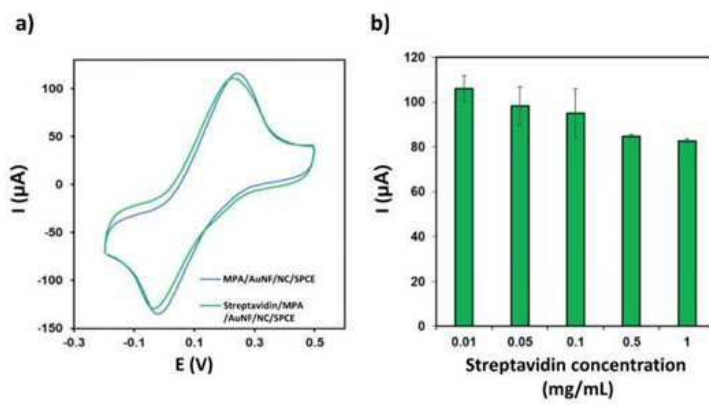 a)
I (µA)
100
50
0
-50
-100
-150
-0.3
-0.1
0.1
0.3
0.5
E (V)
MPA/AuNF/NC/SPCE
Streptavidin/MPA
/AuNF/NC/SPCE
b)
I (µA)
120
100
80
60
40
20
0
0.01
0.05
0.1
0.5
1
Streptavidin concentration
(mg/mL)